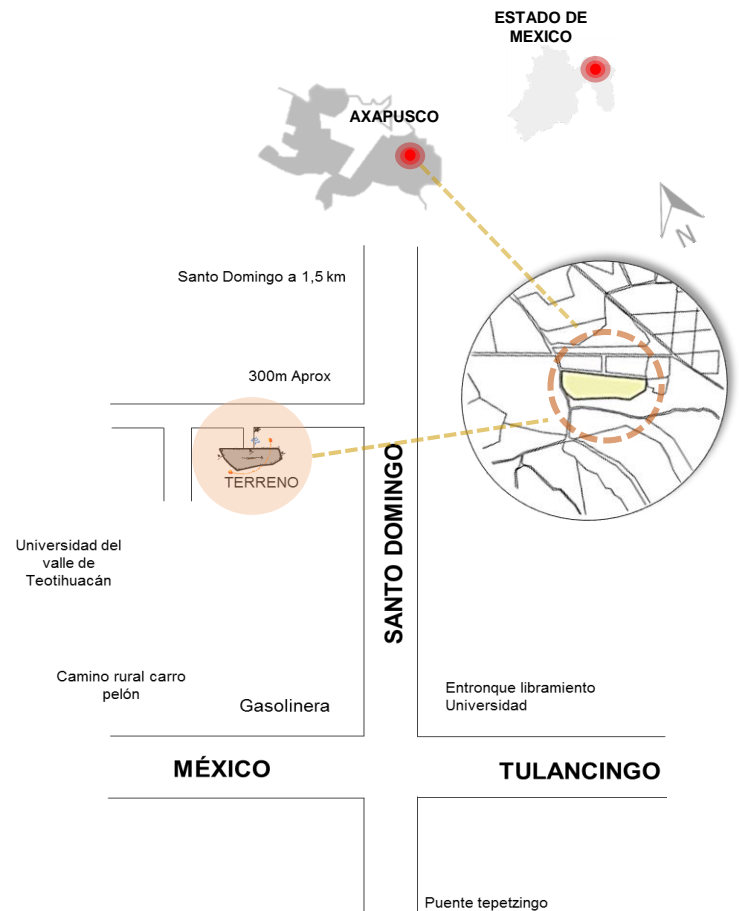 ESTADO DE
MEXICO
AXAPUSCO
N
Santo Domingo a 1,5 km
300m Aprox
TERRENO
SANTO DOMINGO
Universidad del
valle de
Teotihuacán
Camino rural carro
pelón
Gasolinera
Entronque libramiento
Universidad
MÉXICO
TULANCINGO
Puente tepetzingo